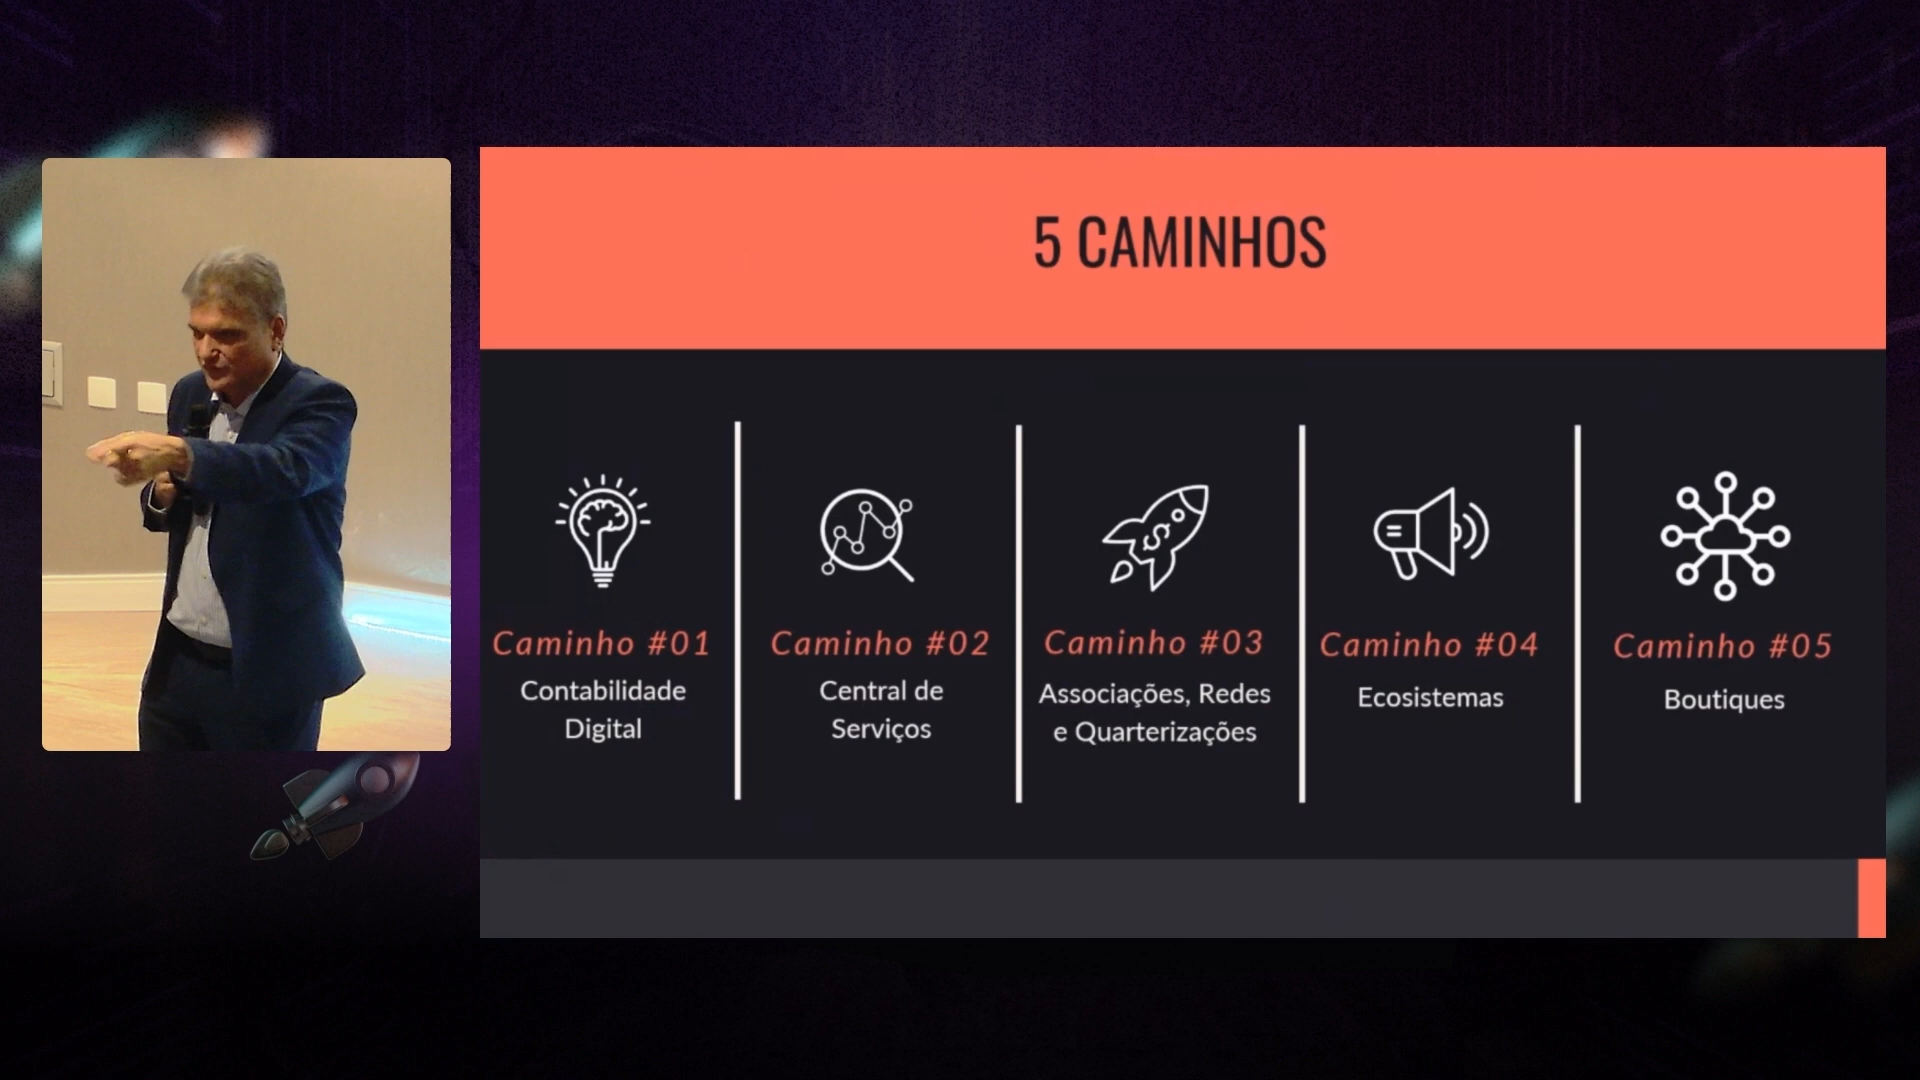 5 CAMINHOS
Caminho #01
Contabilidade
Digital
Caminho #02
Central de
Serviços
Caminho #03
Associações, Redes
e Quarterizações
Caminho #04
Ecosistemas
Caminho #05
Boutiques